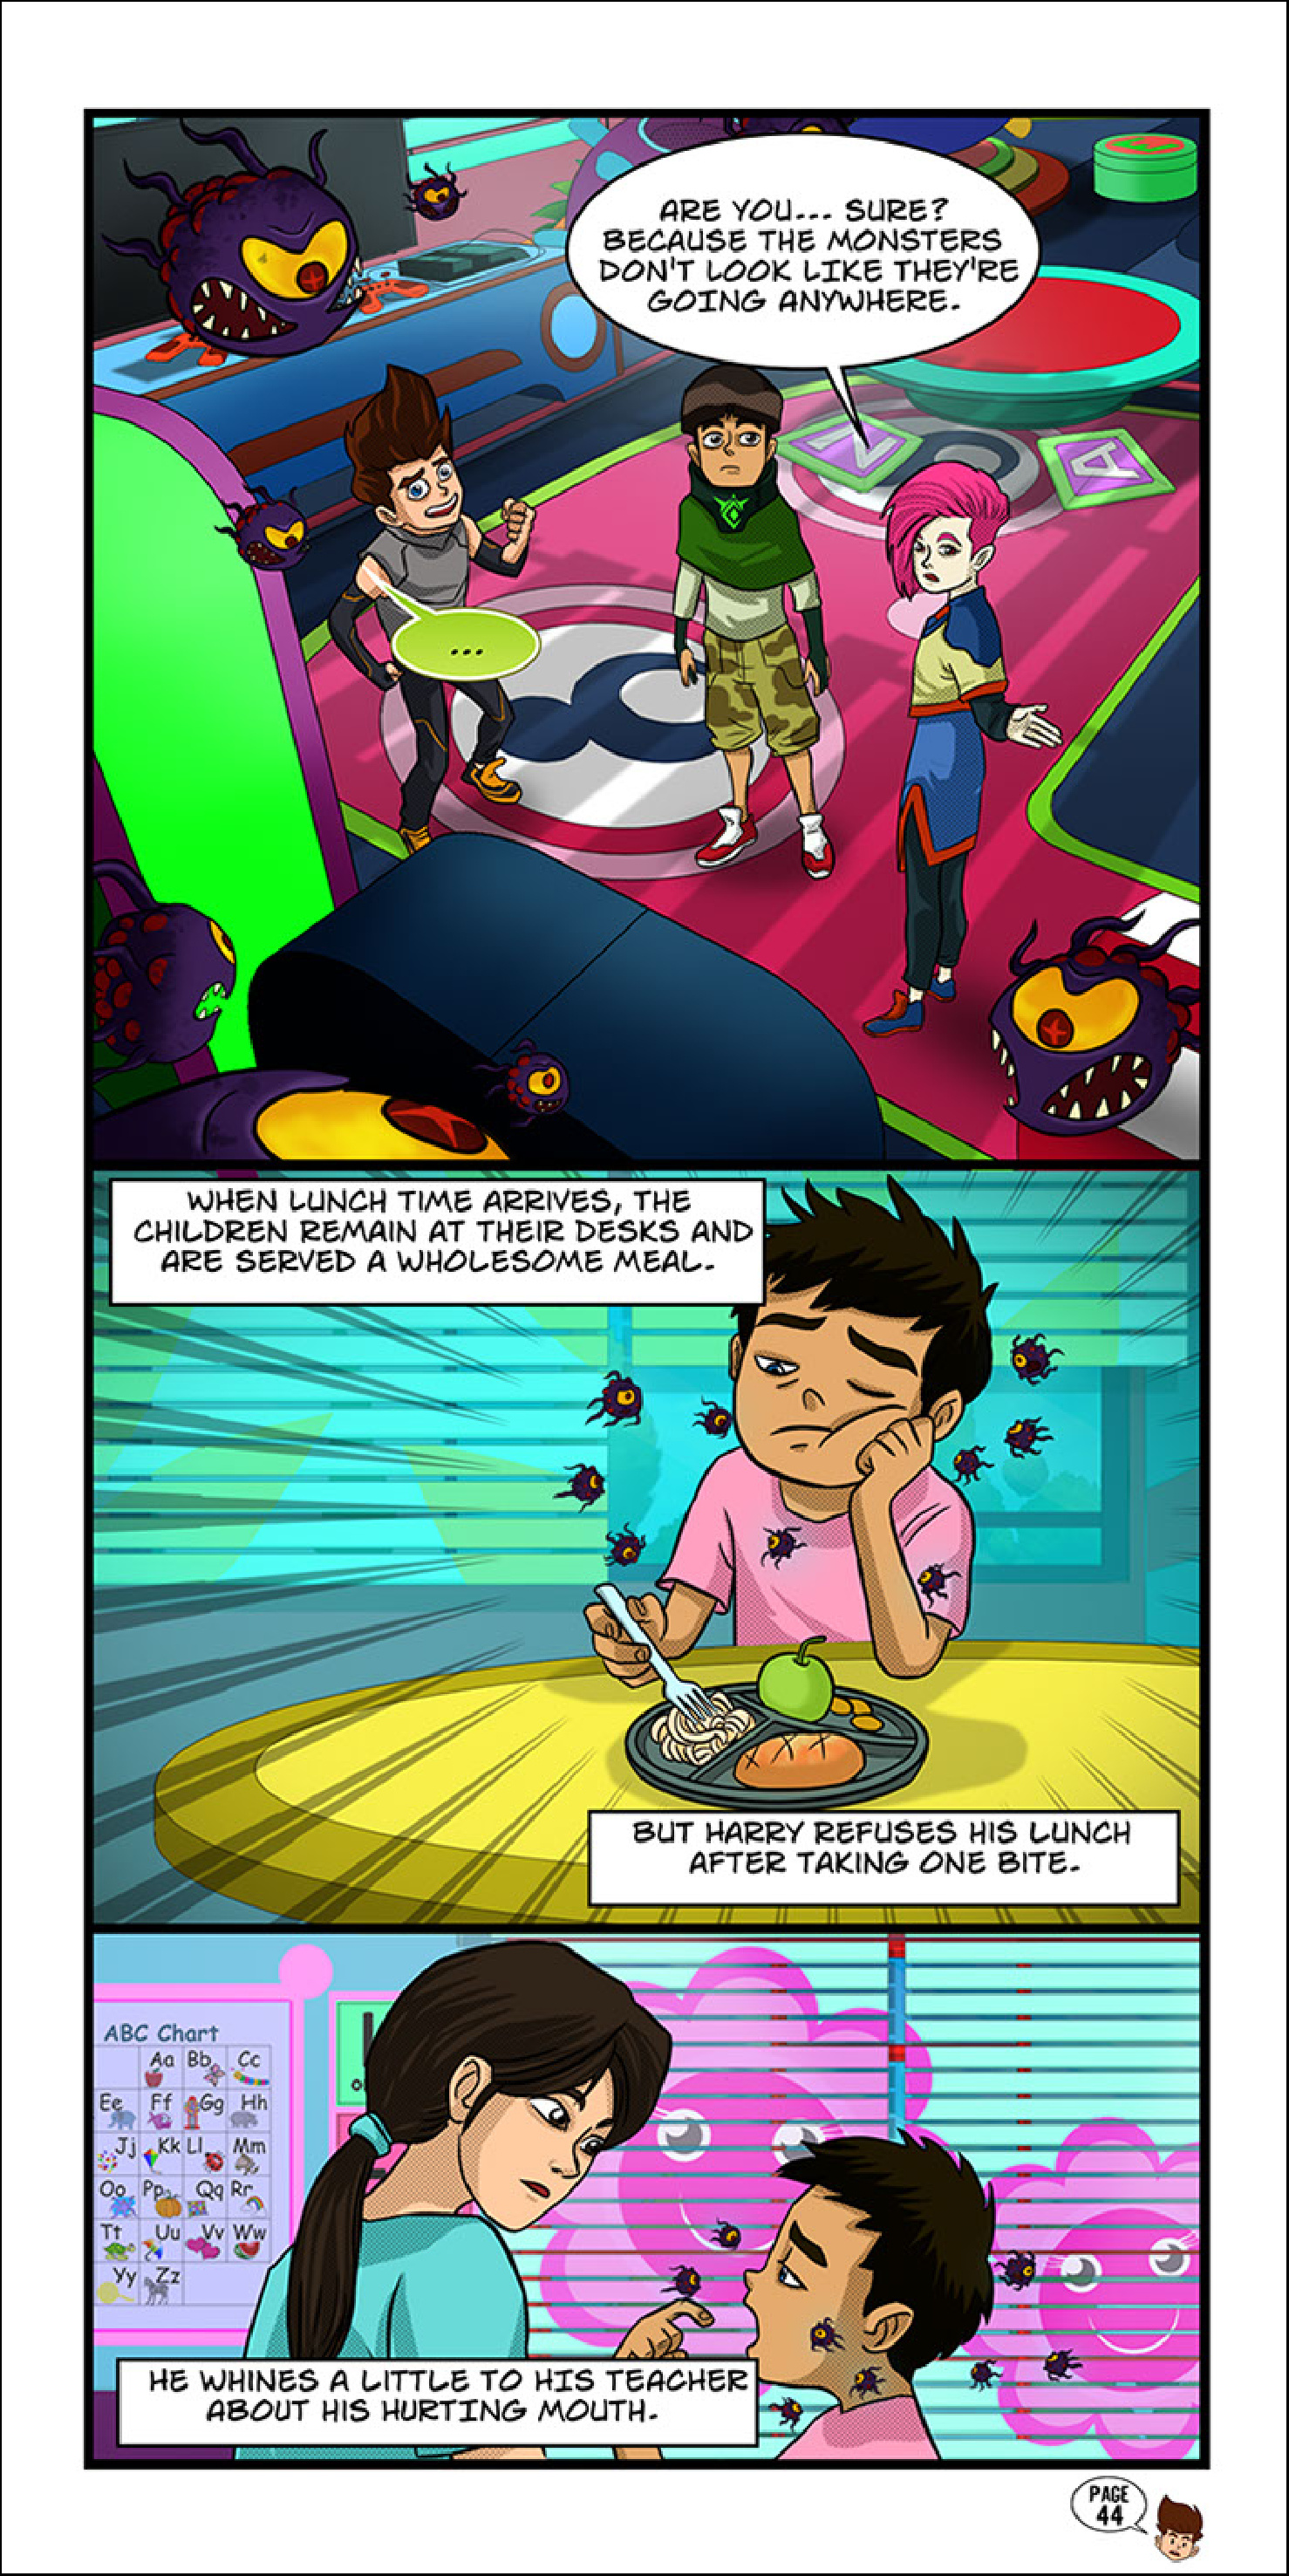 ARE YOU... SURE?
BECAUSE THE MONSTERS
DON'T LOOK LIKE THEY'RE
GOING ANYWHERE.
N
A
...
WHEN LUNCH TIME ARRIVES, THE
CHILDREN REMAIN AT THEIR DESKS AND
ARE SERVED A WHOLESOME MEAL.
BUT HARRY REFUSES HIS LUNCH
AFTER TAKING ONE BITE.
ABC Chart
Aa Bb Cc
Ee Ff Gg Hh
Jj Kk Ll Mm
Oo Pp Qq Rr
Tt Uu Vv Ww
Yy Zz
HE WHINES A LITTLE TO HIS TEACHER
ABOUT HIS HURTING MOUTH.
PAGE
44